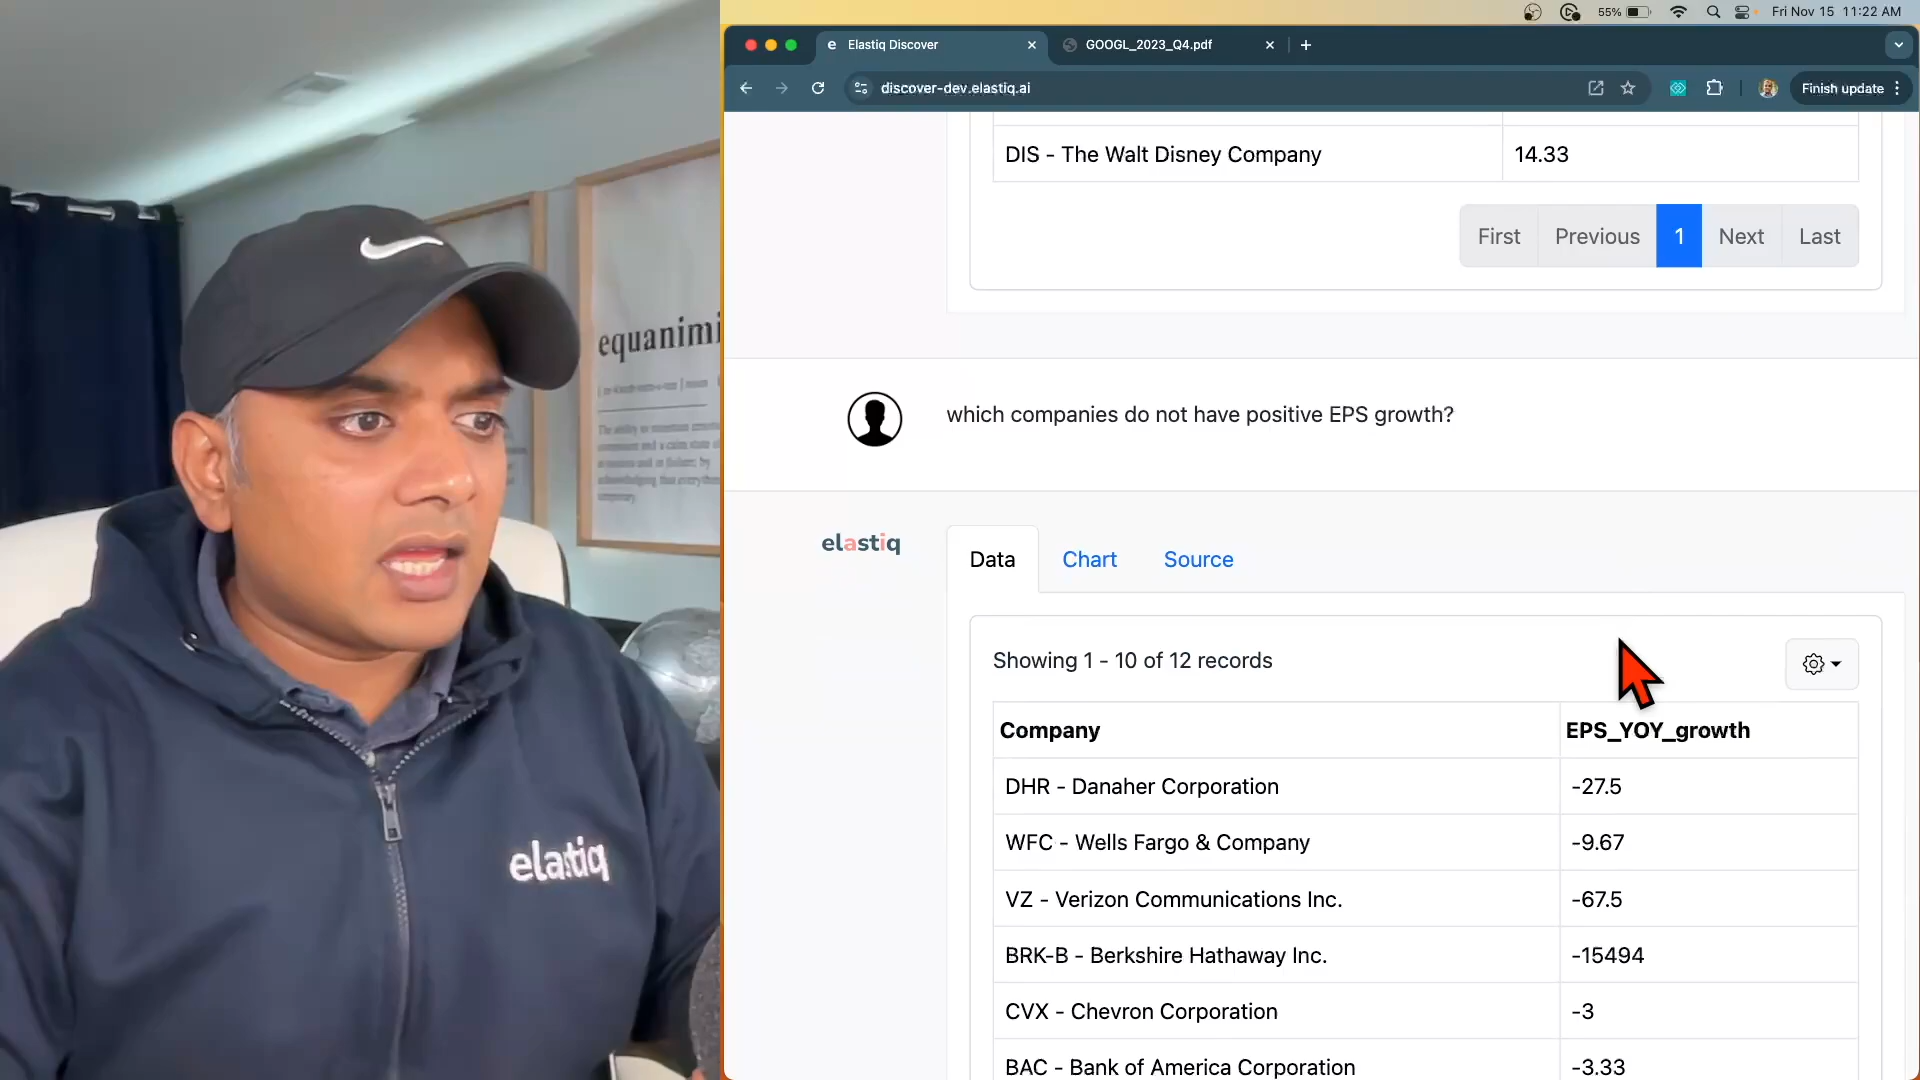 55%
Fri Nov 15 11:22 AM
e Elastiq Discover
GOOGL_2023_Q4.pdf
discover-dev.elastiq.ai
Finish update
DIS - The Walt Disney Company 14.33
First Previous 1 Next Last
which companies do not have positive EPS growth?
elastiq
Data Chart Source
Showing 1 - 10 of 12 records
Company EPS_YOY_growth
DHR - Danaher Corporation -27.5
WFC - Wells Fargo & Company -9.67
VZ - Verizon Communications Inc. -67.5
BRK-B - Berkshire Hathaway Inc. -15494
CVX - Chevron Corporation -3
BAC - Bank of America Corporation -3.33
equanimi
elastiq